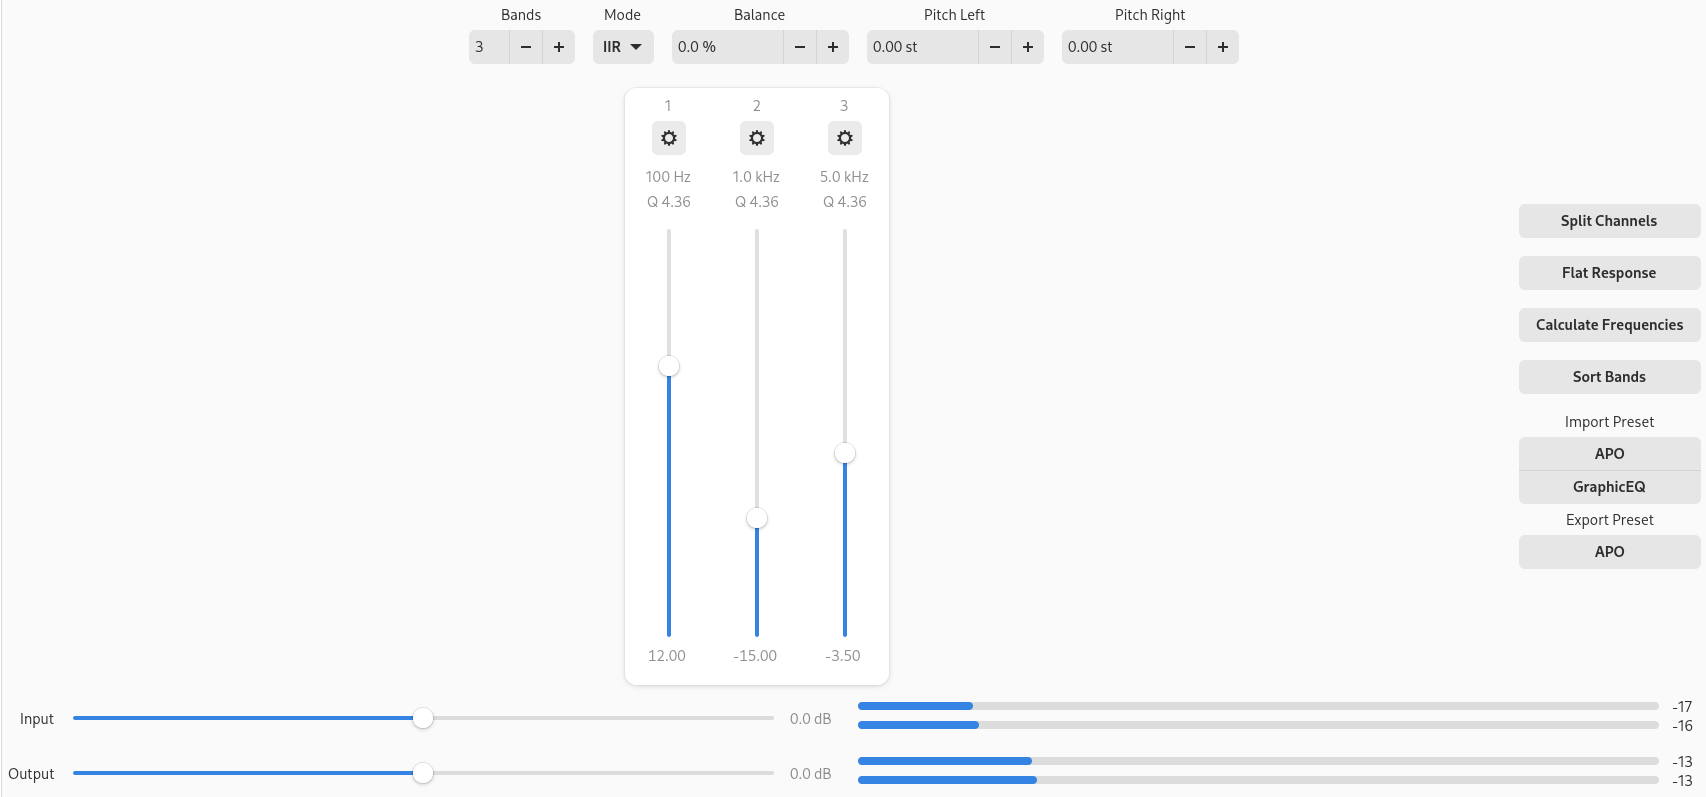 Bands Mode Balance Pitch Left Pitch Right
3 − + IIR 0.0 % − + 0.00 st − + 0.00 st − +
1 2 3
100 Hz 1.0 kHz 5.0 kHz
Q 4.36 Q 4.36 Q 4.36
12.00 -15.00 -3.50
Split Channels
Flat Response
Calculate Frequencies
Sort Bands
Import Preset
APO
GraphicEQ
Export Preset
APO
Input 0.0 dB -17
-16
Output 0.0 dB -13
-13